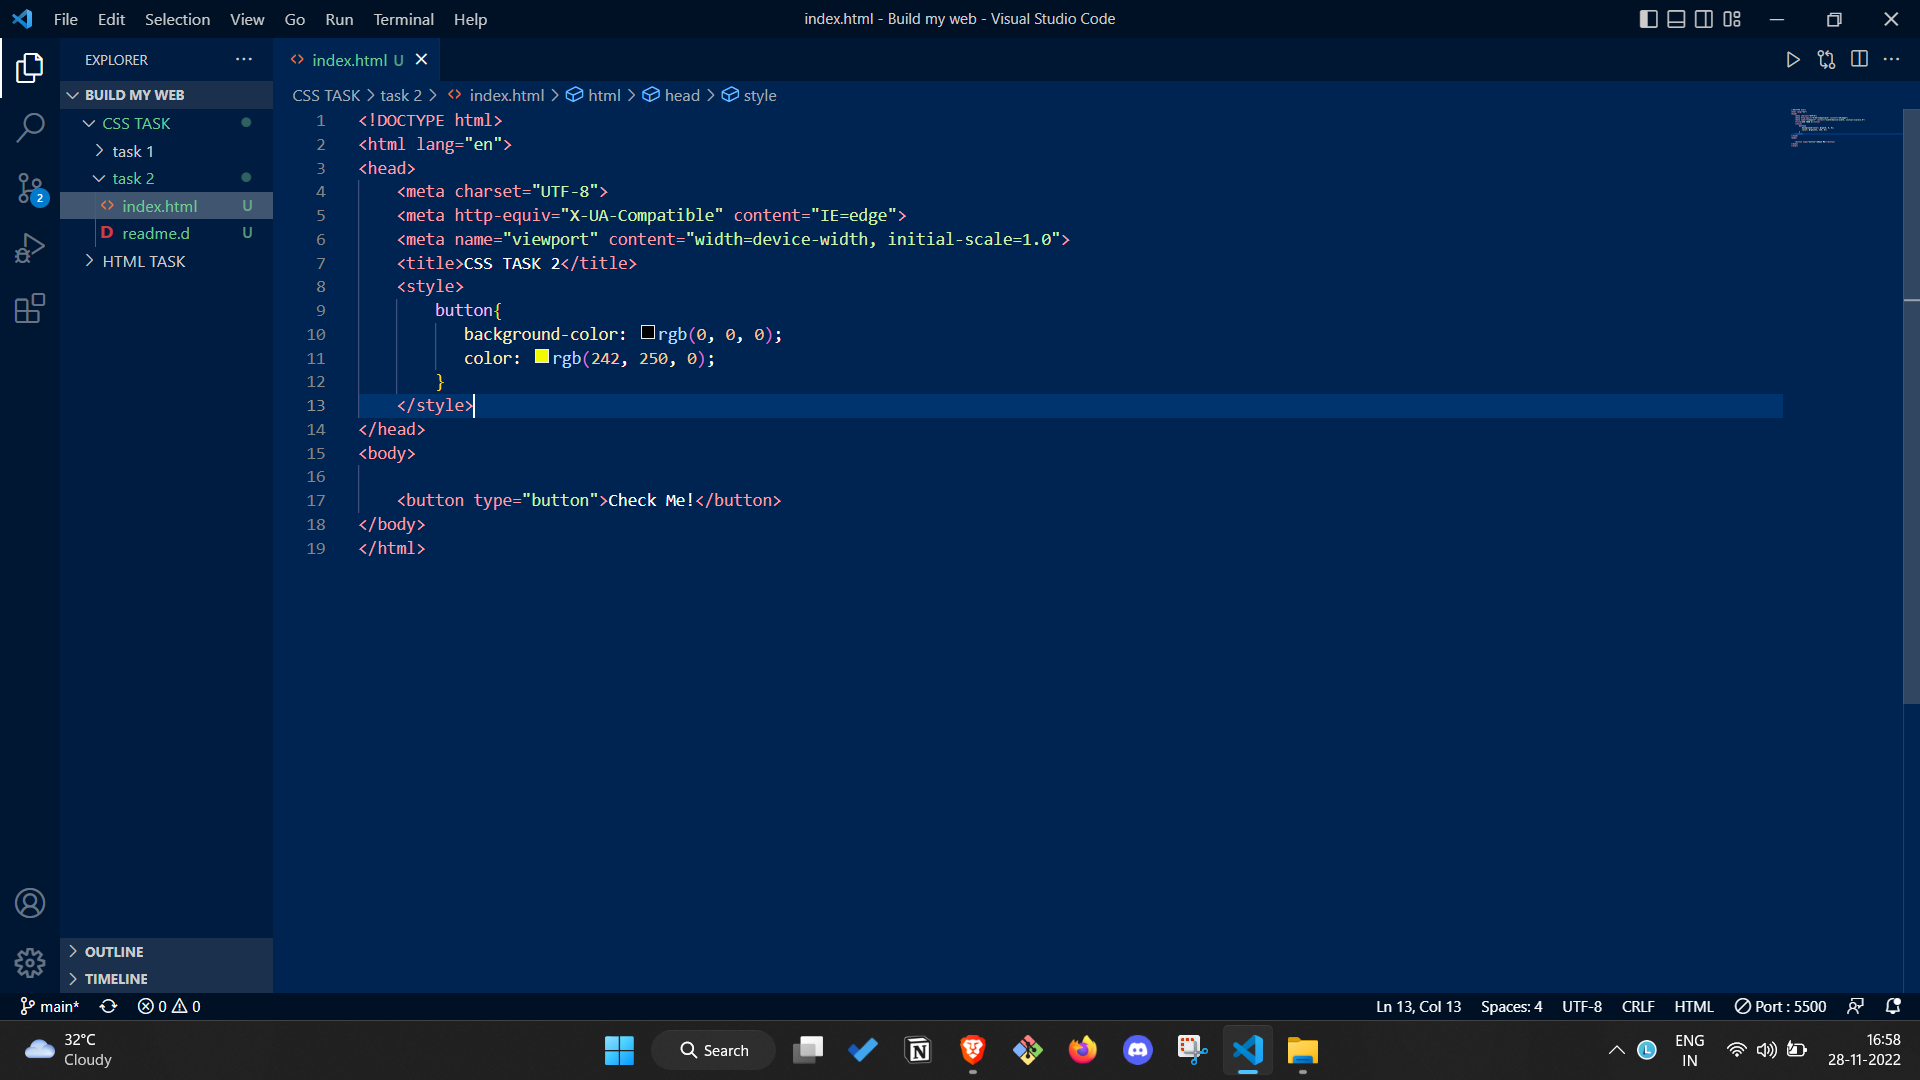 File Edit Selection View Go Run Terminal Help
index.html - Build my web - Visual Studio Code
EXPLORER
BUILD MY WEB
CSS TASK
task 1
task 2
index.html U
readme.d U
HTML TASK
OUTLINE
TIMELINE
2
index.html U
CSS TASK > task 2 > index.html > html > head > style
1 <!DOCTYPE html>
2 <html lang="en">
3 <head>
4 <meta charset="UTF-8">
5 <meta http-equiv="X-UA-Compatible" content="IE=edge">
6 <meta name="viewport" content="width=device-width, initial-scale=1.0">
7 <title>CSS TASK 2</title>
8 <style>
9 button{
10 background-color: rgb(0, 0, 0);
11 color: rgb(242, 250, 0);
12 }
13 </style>
14 </head>
15 <body>
16
17 <button type="button">Check Me!</button>
18 </body>
19 </html>
main* 0 0
Ln 13, Col 13 Spaces: 4 UTF-8 CRLF HTML Port : 5500
32°C
Cloudy
Search
ENG
IN
16:58
28-11-2022